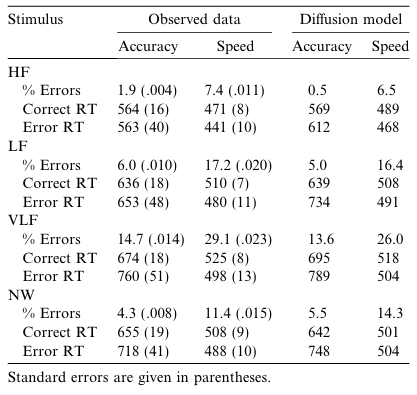 Stimulus Observed data Diffusion model
Accuracy Speed Accuracy Speed
HF
% Errors 1.9 (.004) 7.4 (.011) 0.5 6.5
Correct RT 564 (16) 471 (8) 569 489
Error RT 563 (40) 441 (10) 612 468
LF
% Errors 6.0 (.010) 17.2 (.020) 5.0 16.4
Correct RT 636 (18) 510 (7) 639 508
Error RT 653 (48) 480 (11) 734 491
VLF
% Errors 14.7 (.014) 29.1 (.023) 13.6 26.0
Correct RT 674 (18) 525 (8) 695 518
Error RT 760 (51) 498 (13) 789 504
NW
% Errors 4.3 (.008) 11.4 (.015) 5.5 14.3
Correct RT 655 (19) 508 (9) 642 501
Error RT 718 (41) 488 (10) 748 504
Standard errors are given in parentheses.